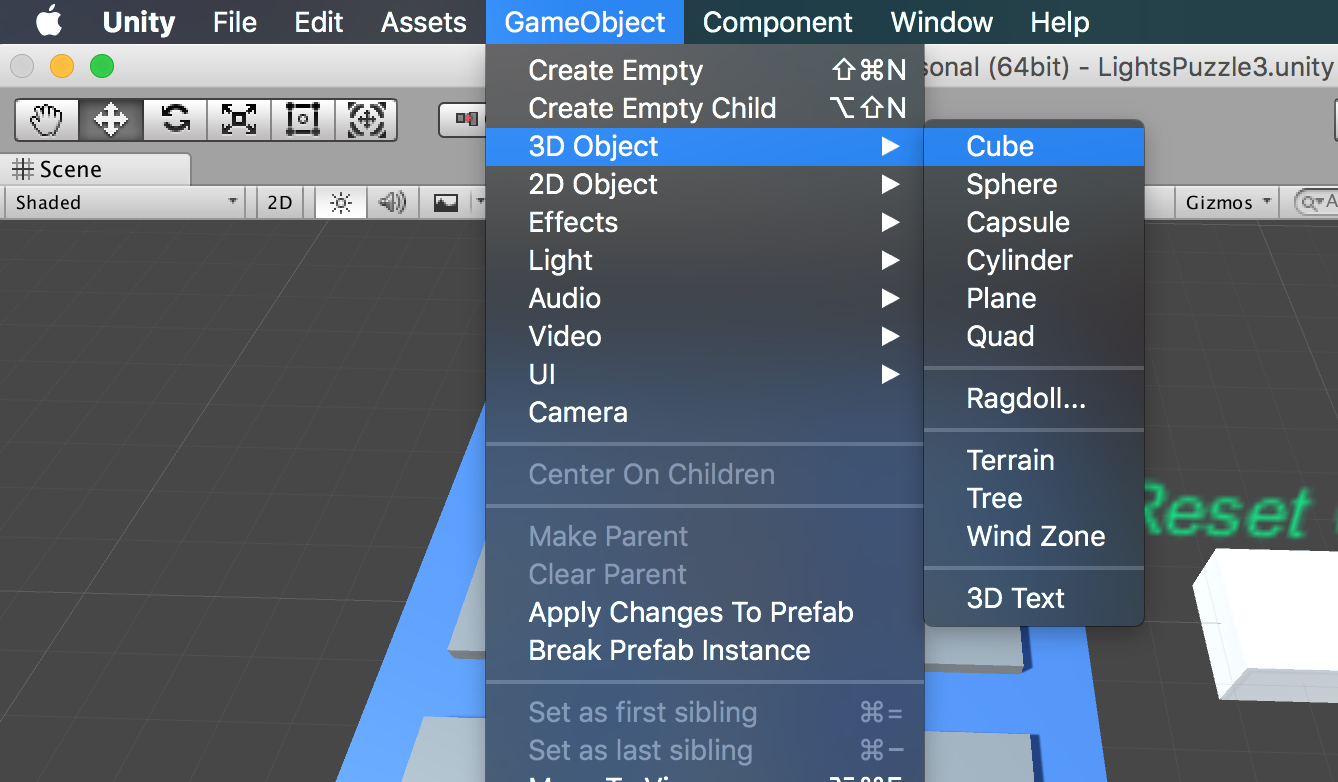 Unity File Edit Assets GameObject Component Window Help
sonal (64bit) - LightsPuzzle3.unity
Create Empty ⇧⌘N
Create Empty Child ⌥⇧N
3D Object ▶
2D Object ▶
Effects ▶
Light ▶
Audio ▶
Video ▶
UI ▶
Camera
Center On Children
Make Parent
Clear Parent
Apply Changes To Prefab
Break Prefab Instance
Set as first sibling ⌘=
Set as last sibling ⌘-
Cube
Sphere
Capsule
Cylinder
Plane
Quad
Ragdoll...
Terrain
Tree
Wind Zone
3D Text
Scene
Shaded 2D
Gizmos
Reset